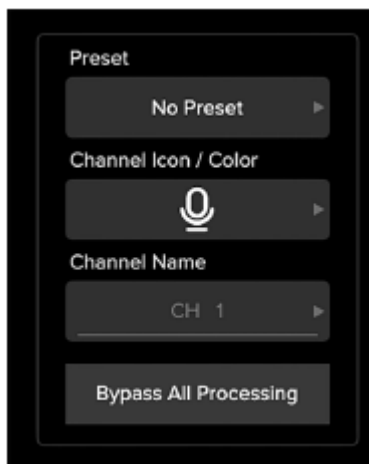 Preset
No Preset
Channel Icon / Color
Channel Name
CH 1
Bypass All Processing